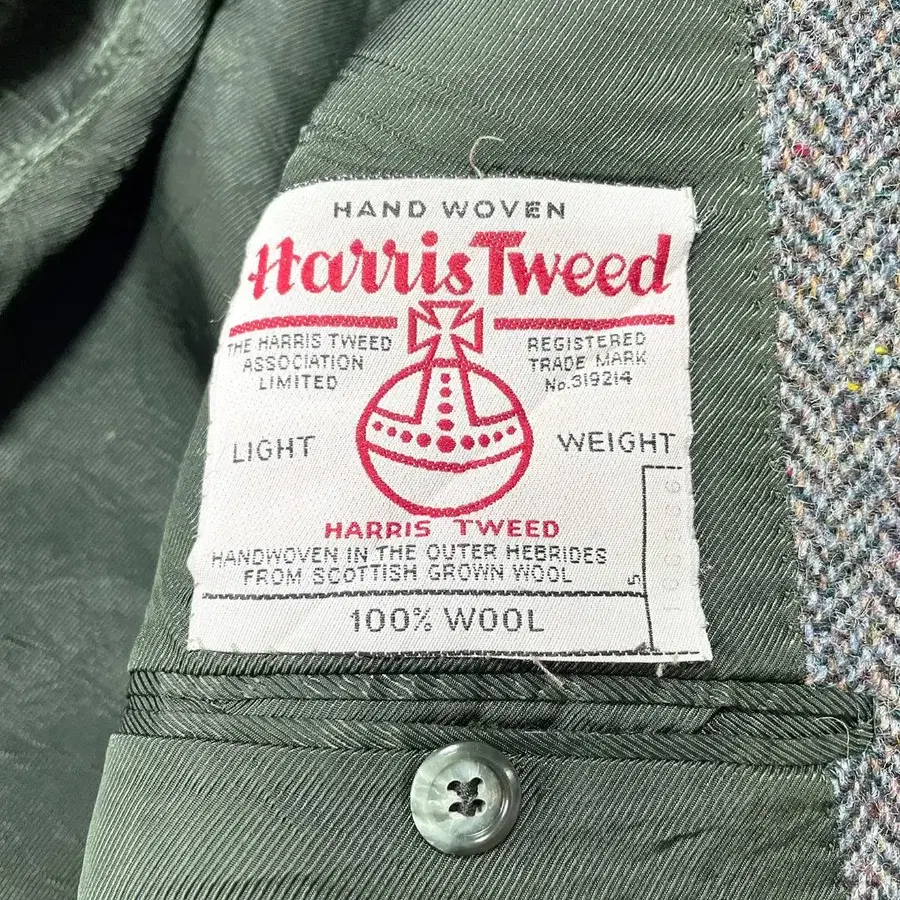 HAND WOVEN
Harris Tweed
THE HARRIS TWEED
ASSOCIATION
LIMITED
REGISTERED
TRADE MARK
No. 319214
LIGHT WEIGHT
HARRIS TWEED
HANDWOVEN IN THE OUTER HEBRIDES
FROM SCOTTISH GROWN WOOL
5
100% WOOL